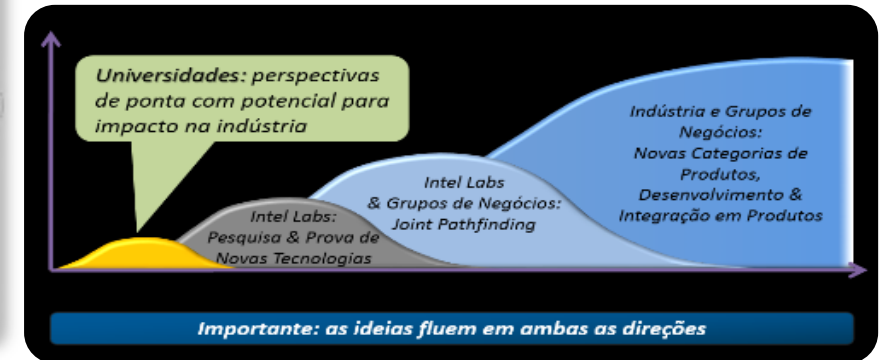 Universidades: perspectivas
de ponta com potencial para
impacto na indústria
Intel Labs:
Pesquisa & Prova de
Novas Tecnologias
Intel Labs
& Grupos de Negócios:
Joint Pathfinding
Indústria e Grupos de
Negócios:
Novas Categorias de
Produtos,
Desenvolvimento &
Integração em Produtos
Importante: as ideias fluem em ambas as direções